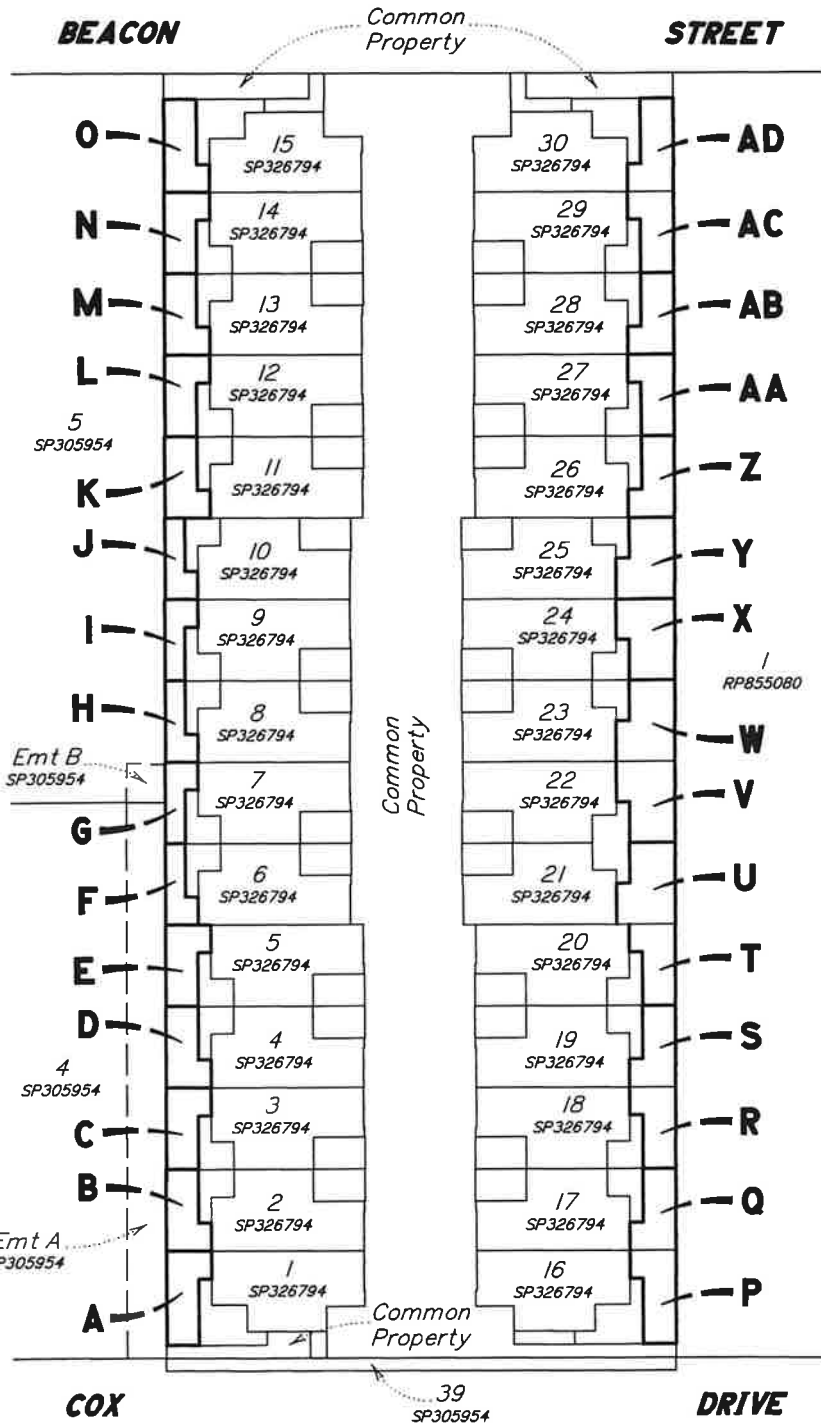 BEACON
Common
Property
STREET
O
15
SP326794
30
SP326794
AD
N
14
SP326794
29
SP326794
AC
M
13
SP326794
28
SP326794
AB
L
12
SP326794
27
SP326794
AA
5
SP305954
K
11
SP326794
26
SP326794
Z
J
10
SP326794
25
SP326794
Y
I
9
SP326794
24
SP326794
X
1
RP855080
H
8
SP326794
23
SP326794
W
Common
Property
Emt B
SP305954
G
7
SP326794
22
SP326794
V
F
6
SP326794
21
SP326794
U
E
5
SP326794
20
SP326794
T
D
4
SP326794
19
SP326794
S
4
SP305954
C
3
SP326794
18
SP326794
R
B
2
SP326794
17
SP326794
Q
Emt A
SP305954
A
1
SP326794
16
SP326794
P
Common
Property
COX
39
SP305954
DRIVE